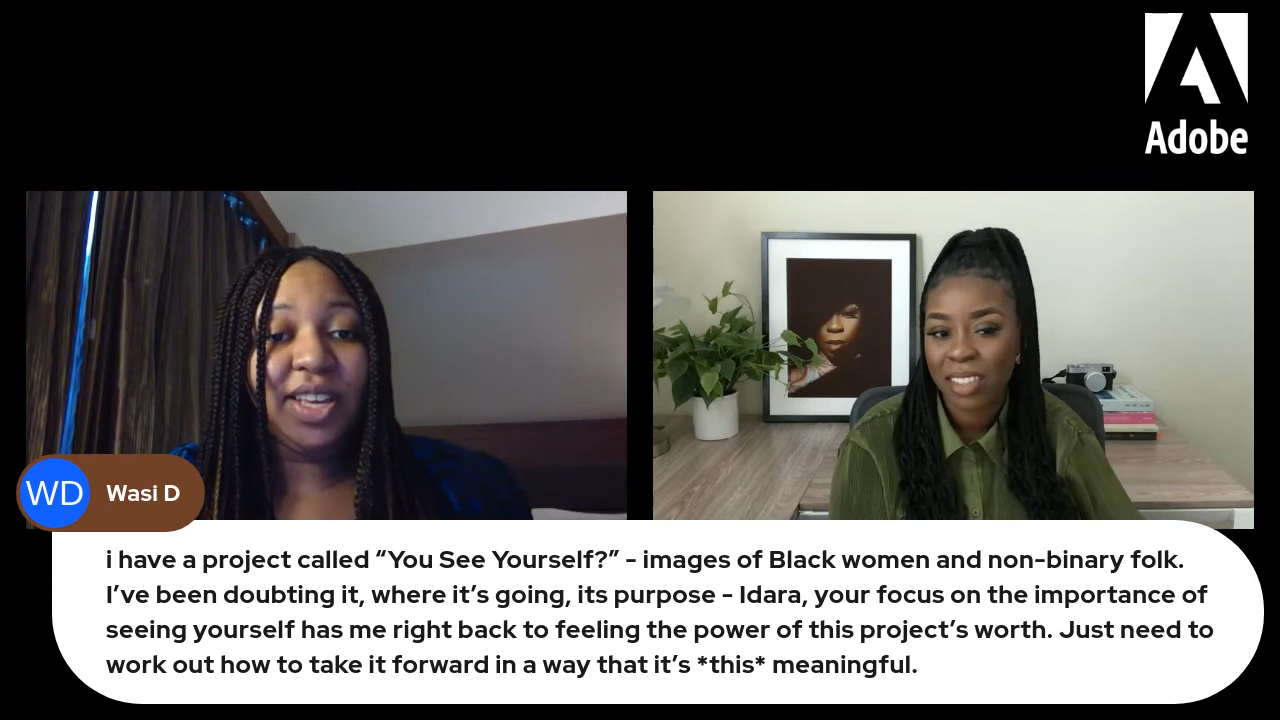 Adobe
WD
Wasi D
i have a project called “You See Yourself?” - images of Black women and non-binary folk.
I’ve been doubting it, where it’s going, its purpose - Idara, your focus on the importance of
seeing yourself has me right back to feeling the power of this project’s worth. Just need to
work out how to take it forward in a way that it’s *this* meaningful.